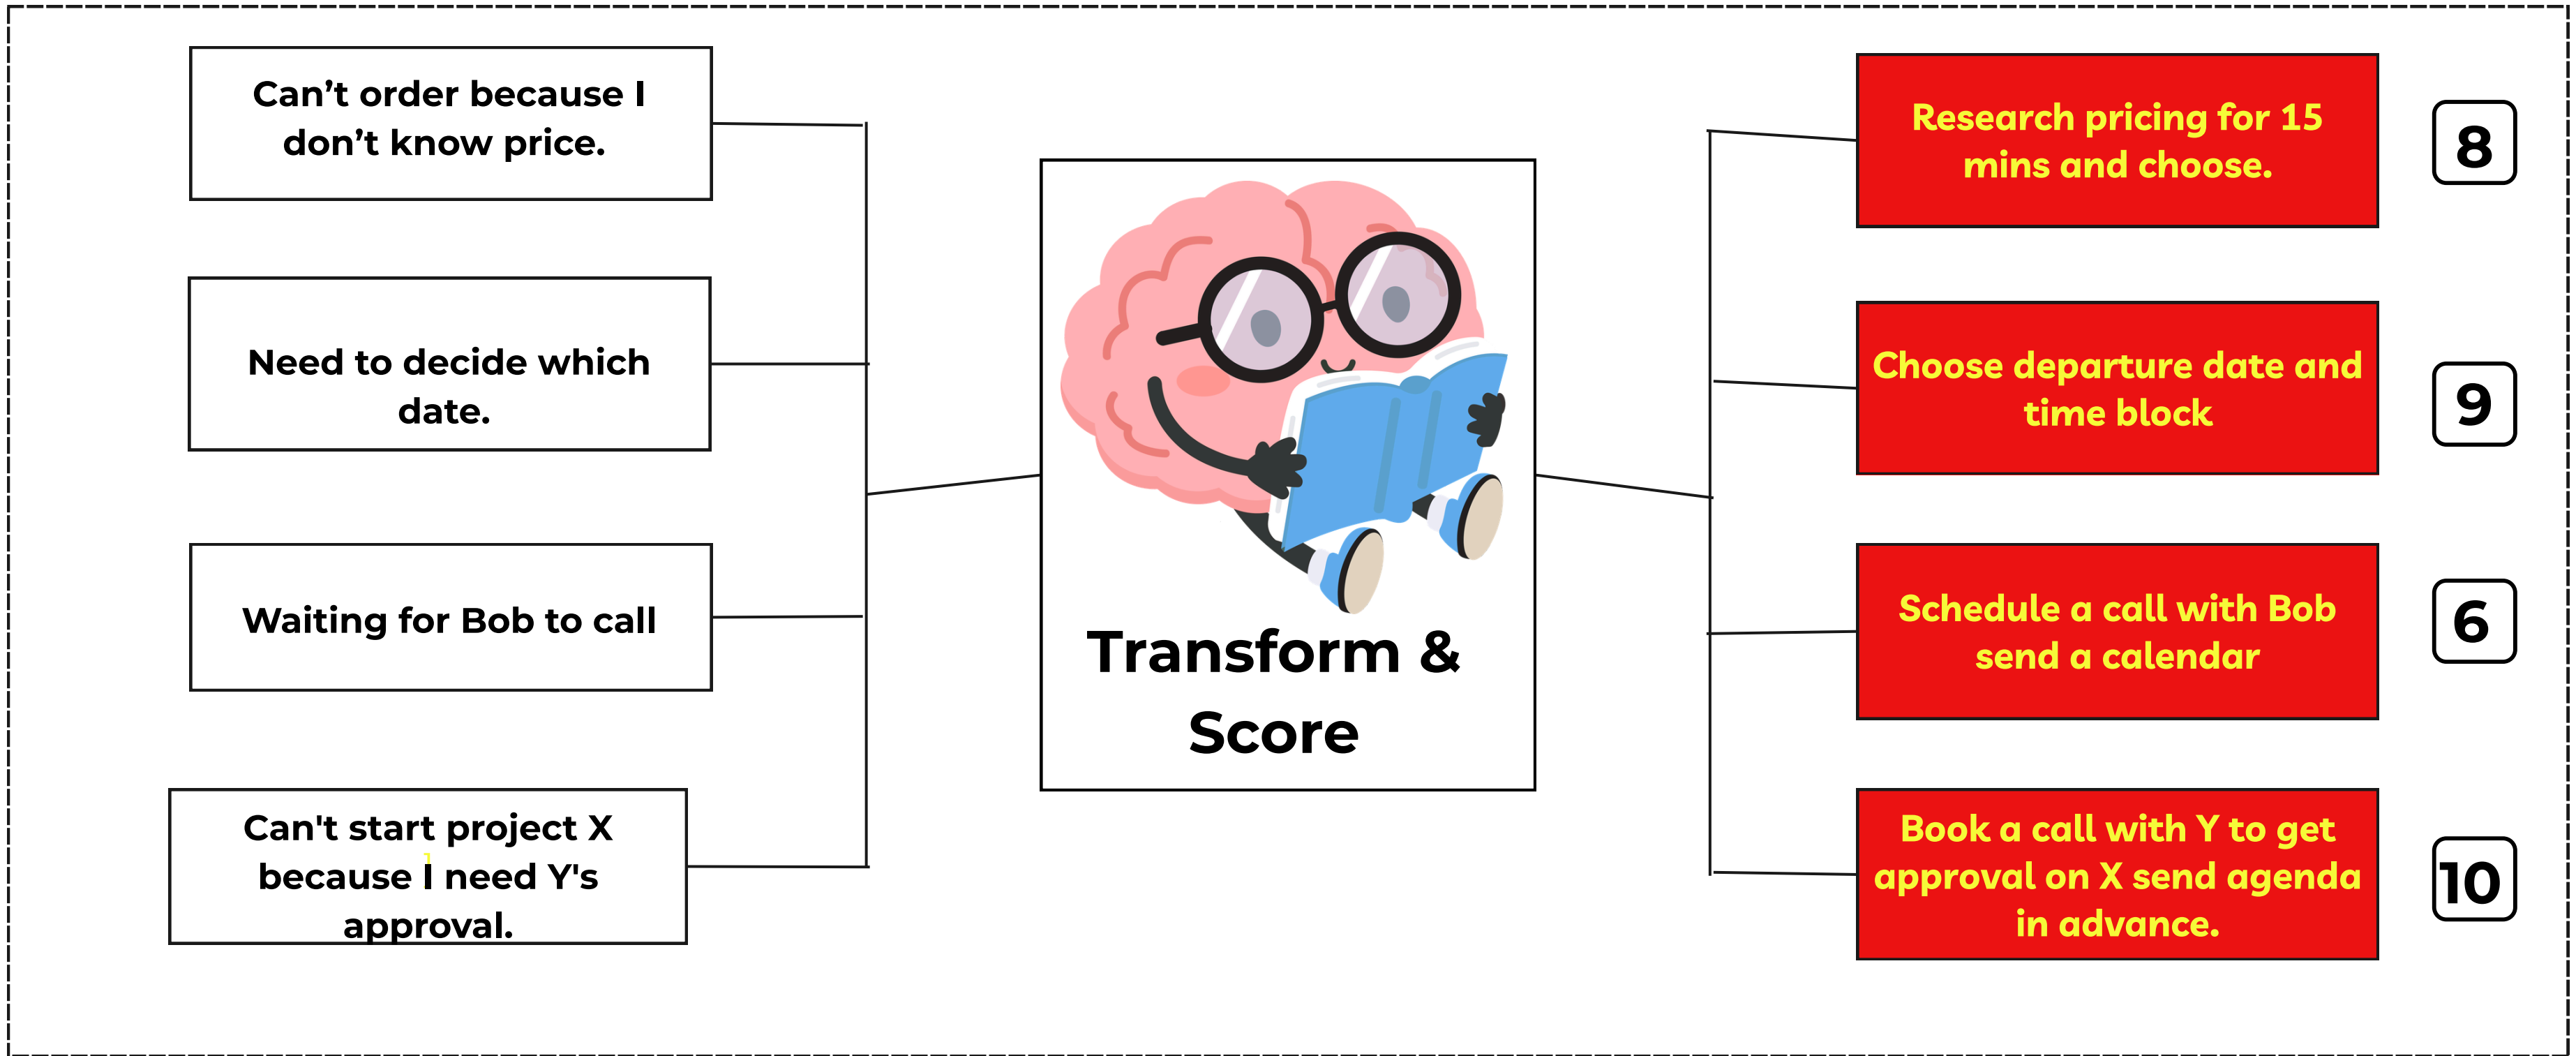 Can’t order because I
don’t know price.
Need to decide which
date.
Waiting for Bob to call
Can't start project X
because I need Y's
approval.
Transform &
Score
Research pricing for 15
mins and choose.
8
Choose departure date and
time block
9
Schedule a call with Bob
send a calendar
6
Book a call with Y to get
approval on X send agenda
in advance.
10